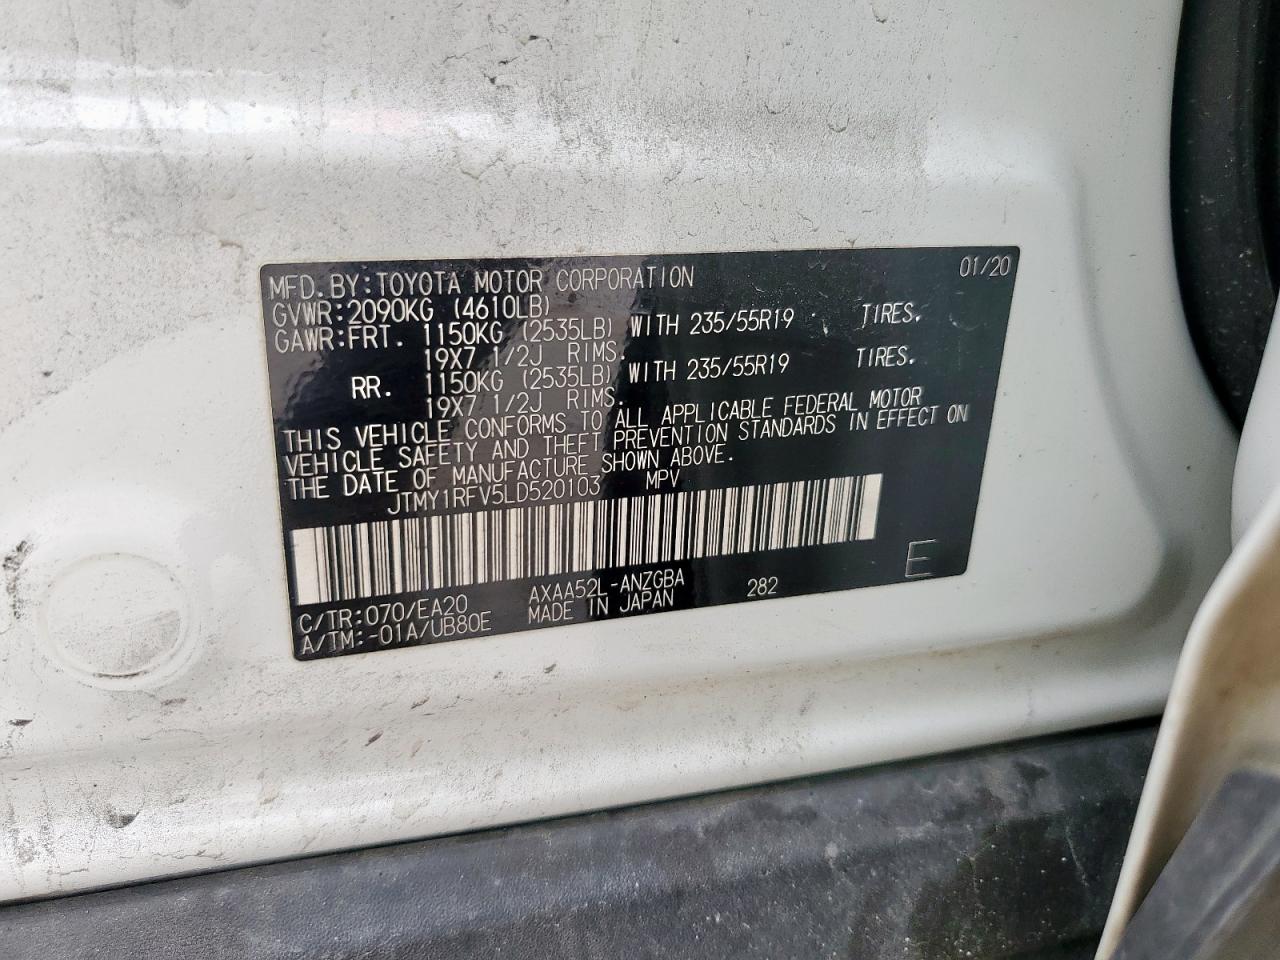 MFD. BY: TOYOTA MOTOR CORPORATION 01/20
GVWR: 2090KG (4610LB)
GAWR: FRT. 1150KG (2535LB) WITH 235/55R19 TIRES.
19X7 1/2J RIMS.
RR. 1150KG (2535LB) WITH 235/55R19 TIRES.
19X7 1/2J RIMS.
THIS VEHICLE CONFORMS TO ALL APPLICABLE FEDERAL MOTOR
VEHICLE SAFETY AND THEFT PREVENTION STANDARDS IN EFFECT ON
THE DATE OF MANUFACTURE SHOWN ABOVE.
JTMY1RFV5LD520103 MPV
E
C/TR: 070/EA20 AXAA52L-ANZGBA 282
A/TM: -01A/UB80E MADE IN JAPAN